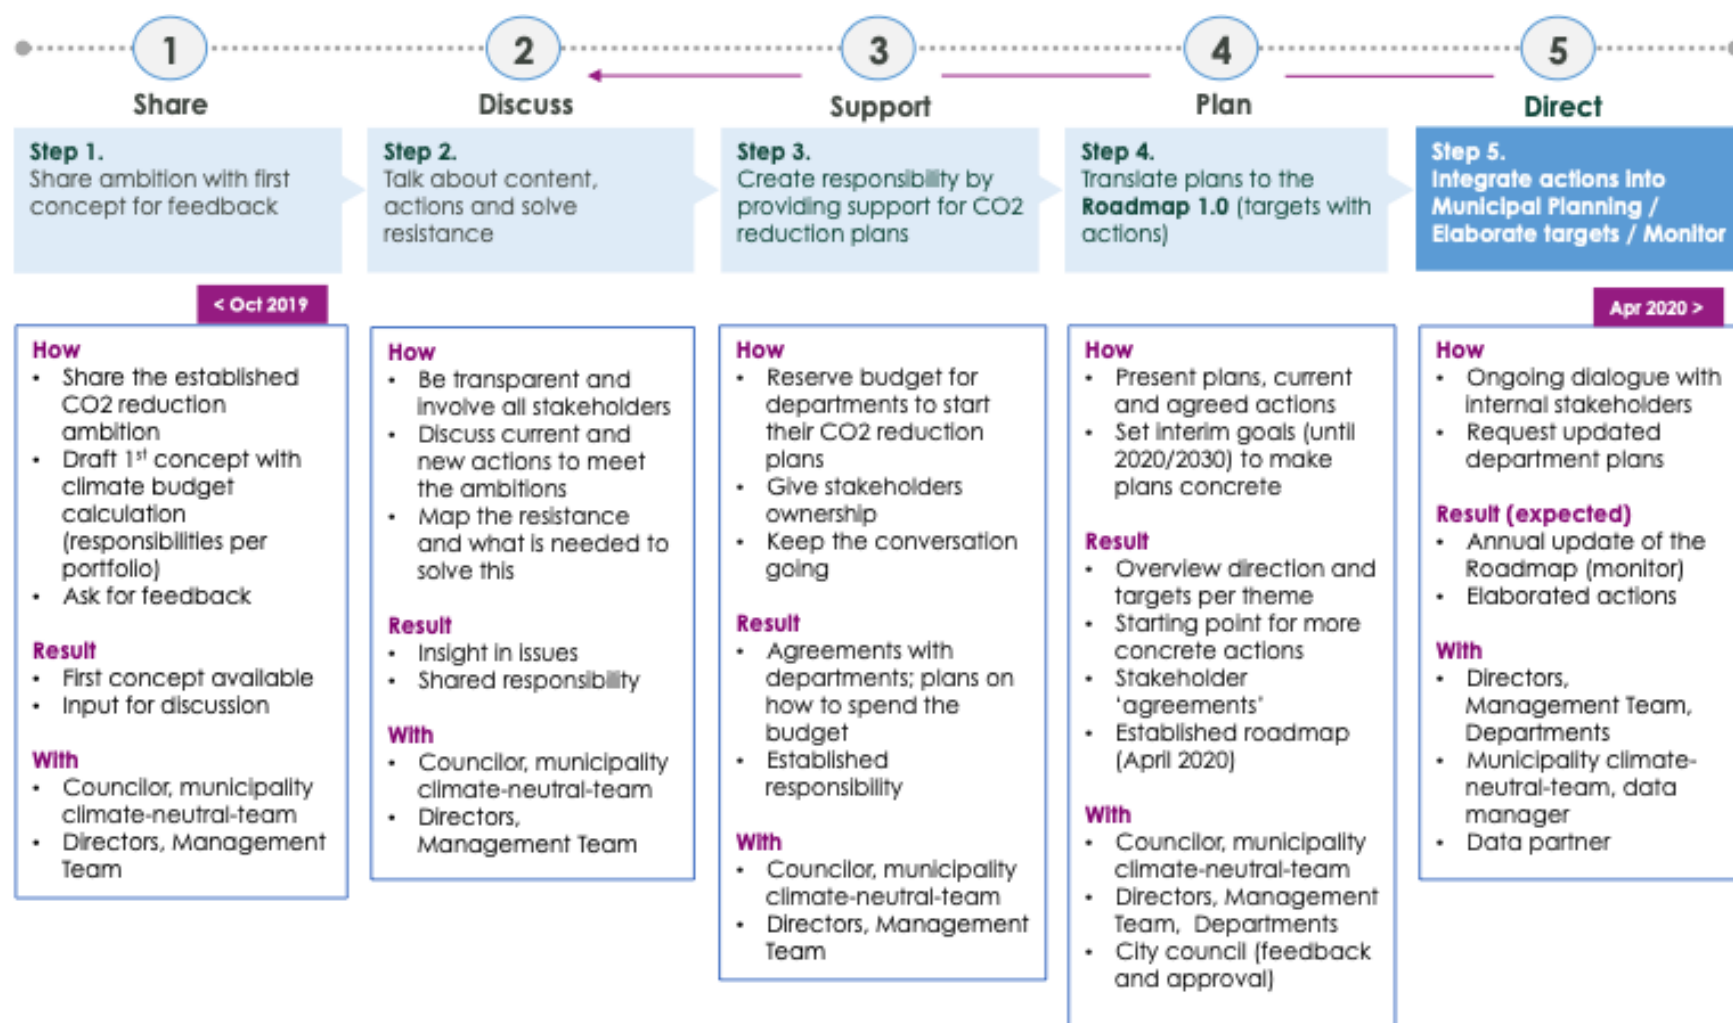 1
2
3
4
5
Share
Discuss
Support
Plan
Direct
Step 1.
Share ambition with first
concept for feedback
Step 2.
Talk about content,
actions and solve
resistance
Step 3.
Create responsibility by
providing support for CO2
reduction plans
Step 4.
Translate plans to the
Roadmap 1.0 (targets with
actions)
Step 5.
Integrate actions into
Municipal Planning /
Elaborate targets / Monitor
< Oct 2019
Apr 2020 >
How
• Share the established
CO2 reduction
ambition
• Draft 1st concept with
climate budget
calculation
(responsibilities per
portfolio)
• Ask for feedback
Result
• First concept available
• Input for discussion
With
• Councilor, municipality
climate-neutral-team
• Directors, Management
Team
How
• Be transparent and
involve all stakeholders
• Discuss current and
new actions to meet
the ambitions
• Map the resistance
and what is needed to
solve this
Result
• Insight in issues
• Shared responsibility
With
• Councilor, municipality
climate-neutral-team
• Directors,
Management Team
How
• Reserve budget for
departments to start
their CO2 reduction
plans
• Give stakeholders
ownership
• Keep the conversation
going
Result
• Agreements with
departments; plans on
how to spend the
budget
• Established
responsibility
With
• Councilor, municipality
climate-neutral-team
• Directors, Management
Team
How
• Present plans, current
and agreed actions
• Set interim goals (until
2020/2030) to make
plans concrete
Result
• Overview direction and
targets per theme
• Starting point for more
concrete actions
• Stakeholder
‘agreements’
• Established roadmap
(April 2020)
With
• Councilor, municipality
climate-neutral-team
• Directors, Management
Team, Departments
• City council (feedback
and approval)
How
• Ongoing dialogue with
internal stakeholders
• Request updated
department plans
Result (expected)
• Annual update of the
Roadmap (monitor)
• Elaborated actions
With
• Directors,
Management Team,
Departments
• Municipality climate-
neutral-team, data
manager
• Data partner